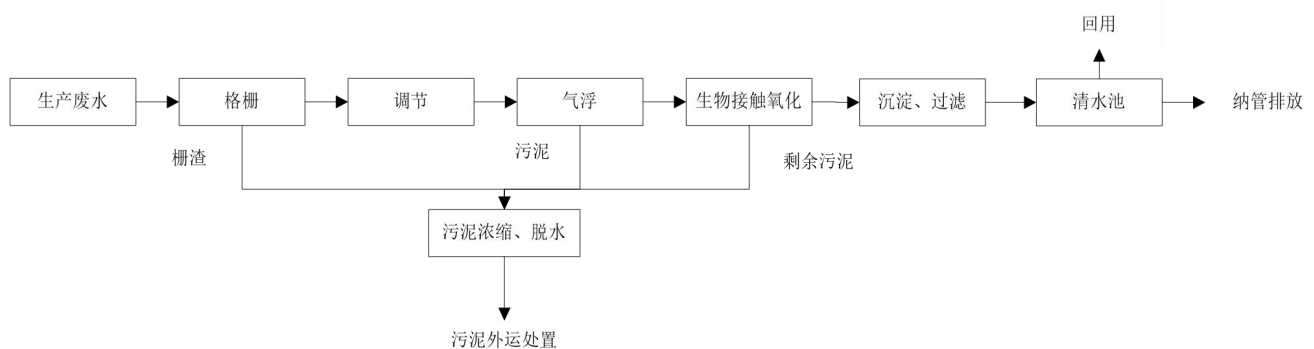 回用
生产废水
格栅
调节
气浮
生物接触氧化
沉淀、过滤
清水池
纳管排放
栅渣
污泥
剩余污泥
污泥浓缩、脱水
污泥外运处置